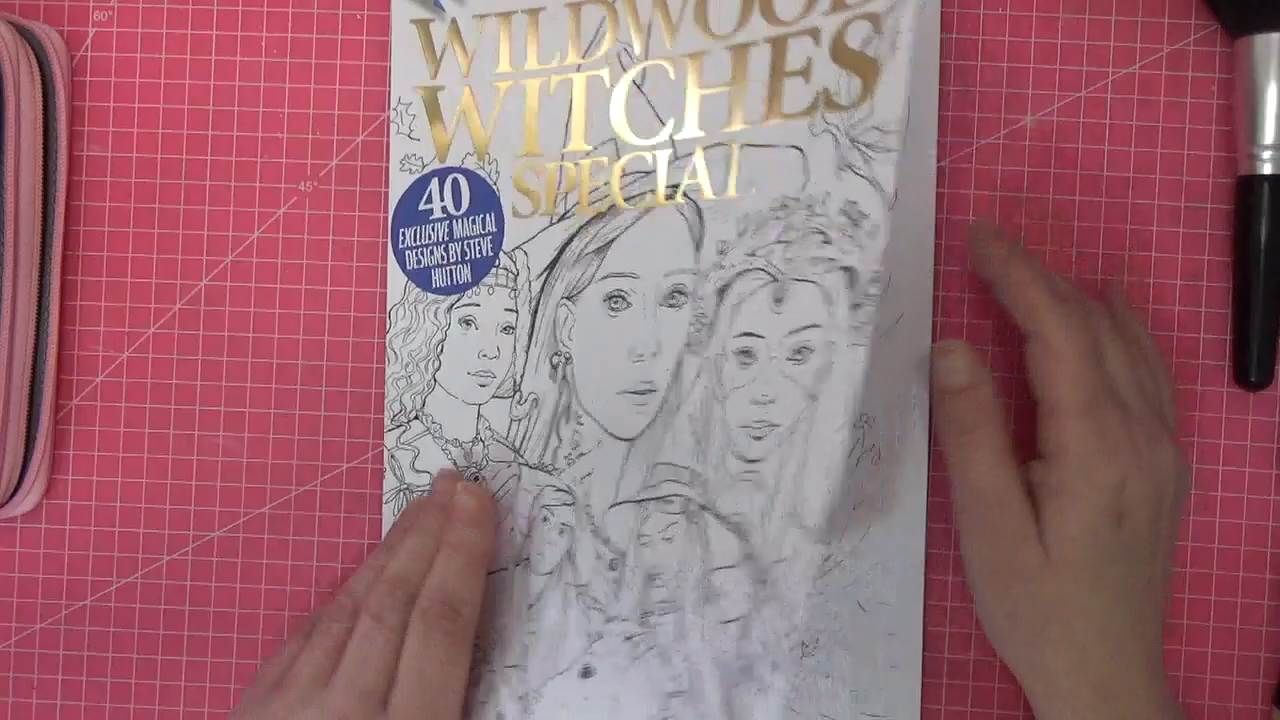 WILDWOOD
WITCHES
SPECIAL
40
EXCLUSIVE MAGICAL
DESIGNS BY STEVE
HUTTON
60°
45°